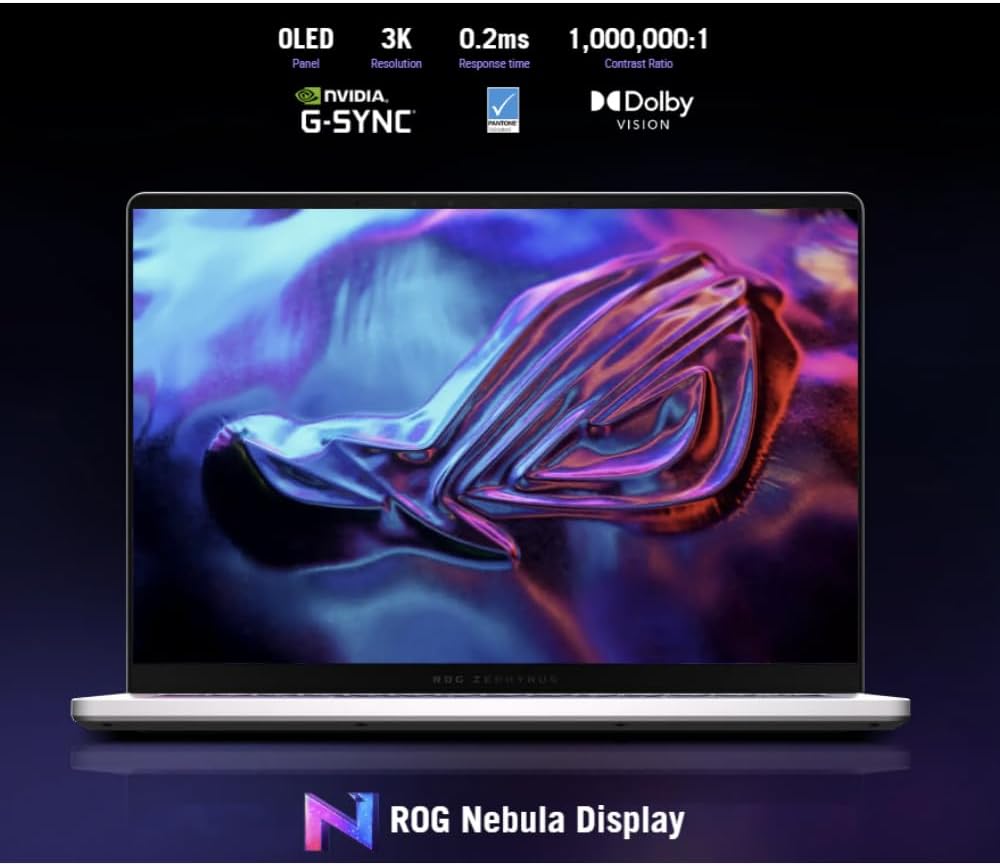 OLED 3K 0.2ms 1,000,000:1
Panel Resolution Response time Contrast Ratio
NVIDIA.
G-SYNC
PANTONE
Dolby
VISION
ROG ZEPHYRUS
ROG Nebula Display